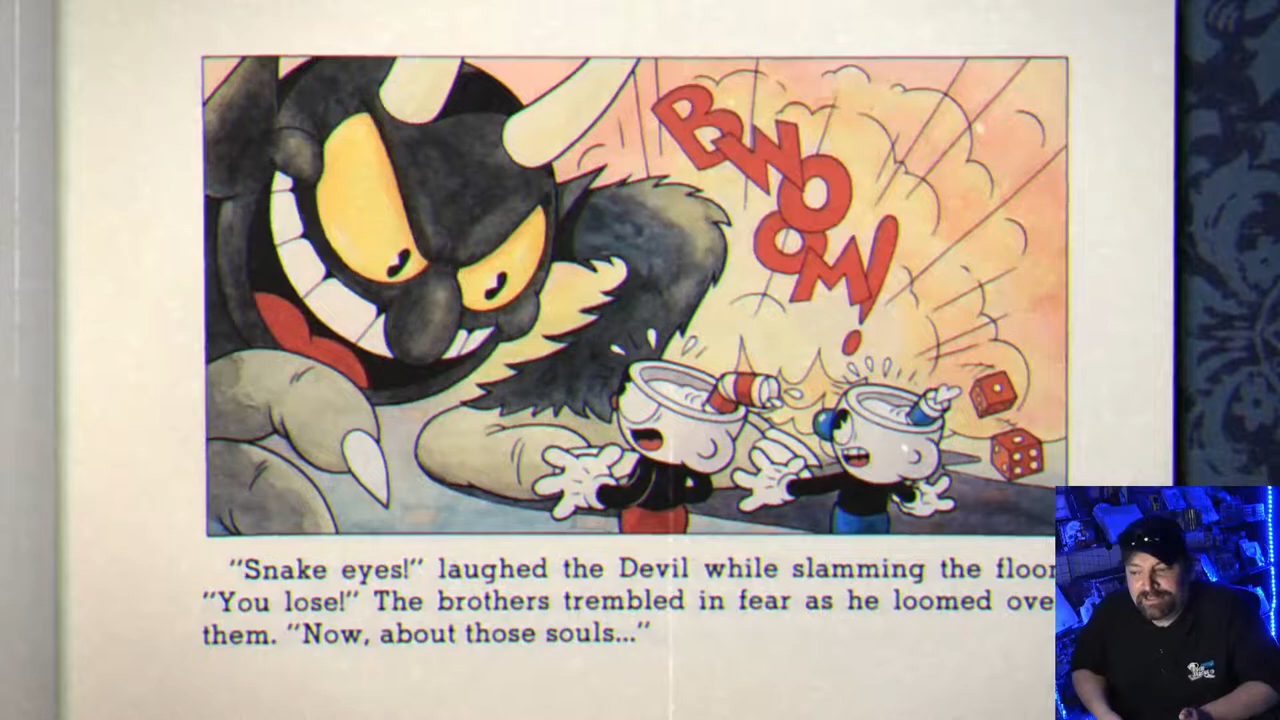 BWOOM!
"Snake eyes!" laughed the Devil while slamming the floor
"You lose!" The brothers trembled in fear as he loomed ove
them. "Now, about those souls..."